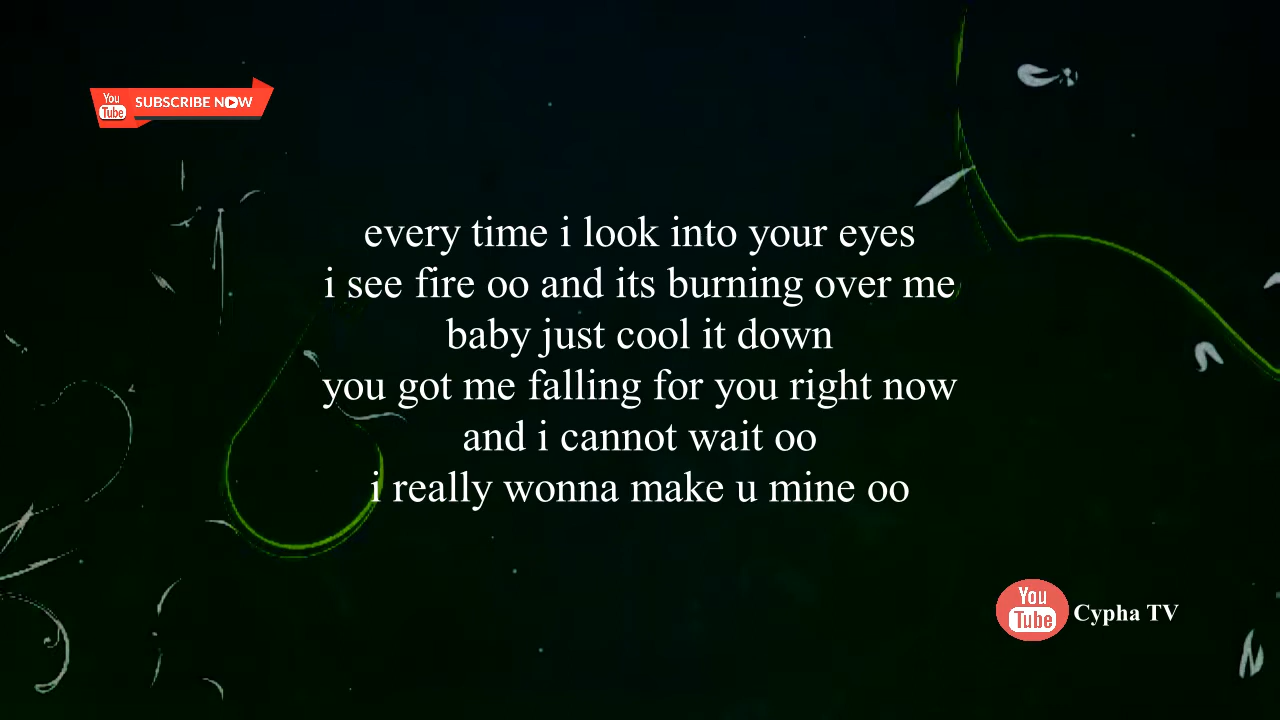 You
Tube
SUBSCRIBE NOW
every time i look into your eyes
i see fire oo and its burning over me
baby just cool it down
you got me falling for you right now
and i cannot wait oo
i really wonna make u mine oo
You
Tube
Cypha TV